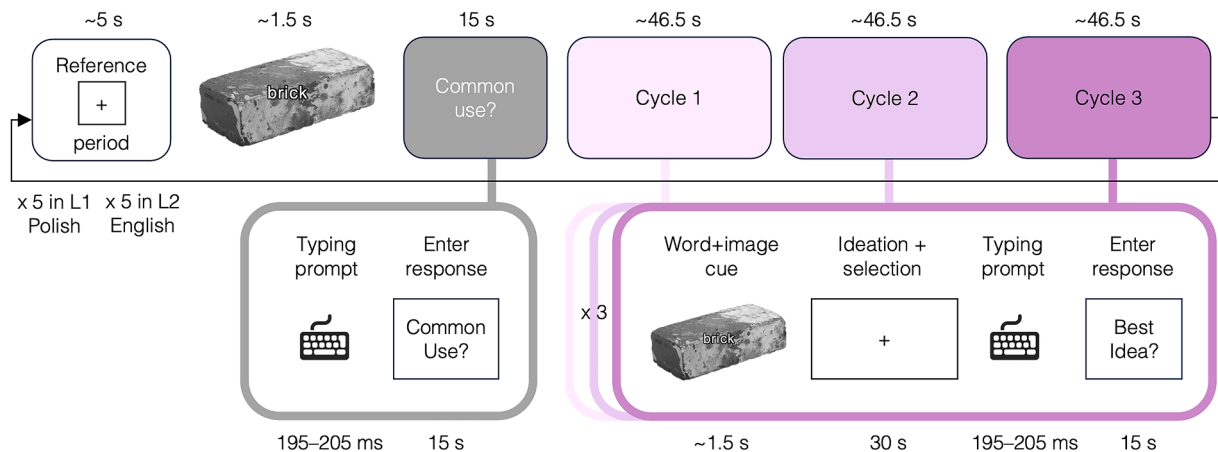 ~5 s
~1.5 s
15 s
~46.5 s
~46.5 s
~46.5 s
Reference
+
period
brick
Common
use?
Cycle 1
Cycle 2
Cycle 3
x 5 in L1
Polish
x 5 in L2
English
Typing
prompt
Enter
response
Common
Use?
195–205 ms
15 s
x 3
Word+image
cue
brick
Ideation +
selection
+
Typing
prompt
Enter
response
Best
Idea?
~1.5 s
30 s
195–205 ms
15 s